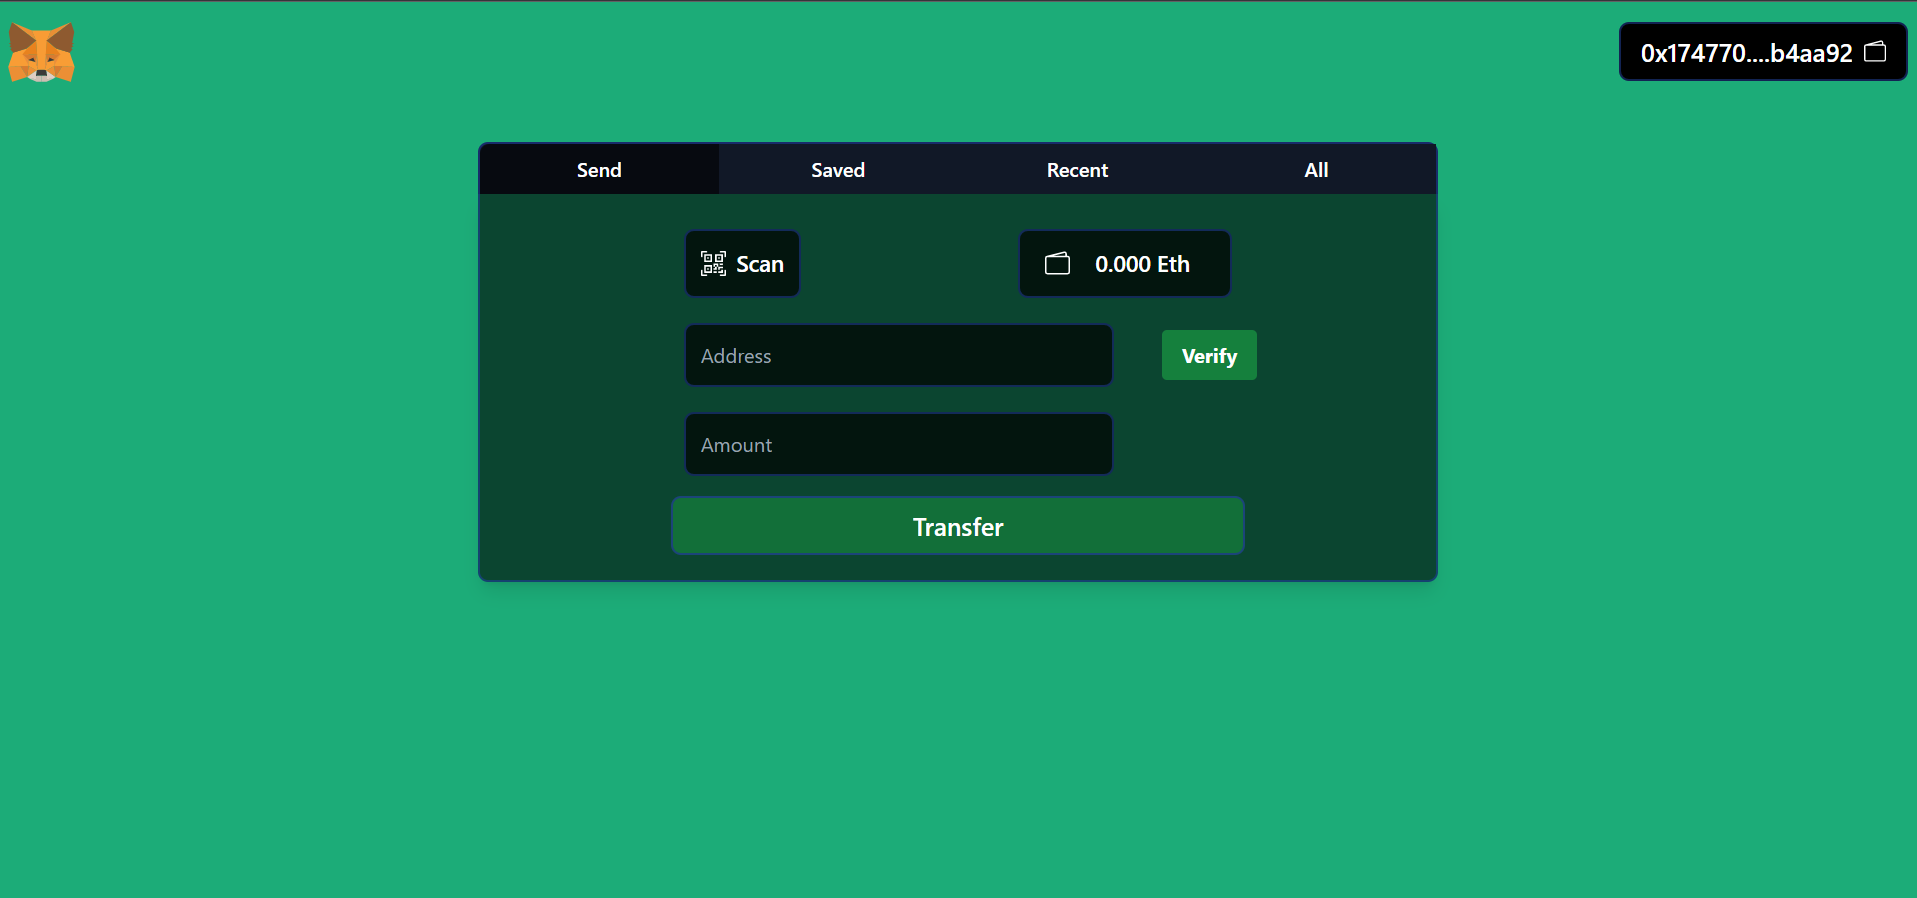 0x174770....b4aa92
Send Saved Recent All
Scan 0.000 Eth
Address Verify
Amount
Transfer